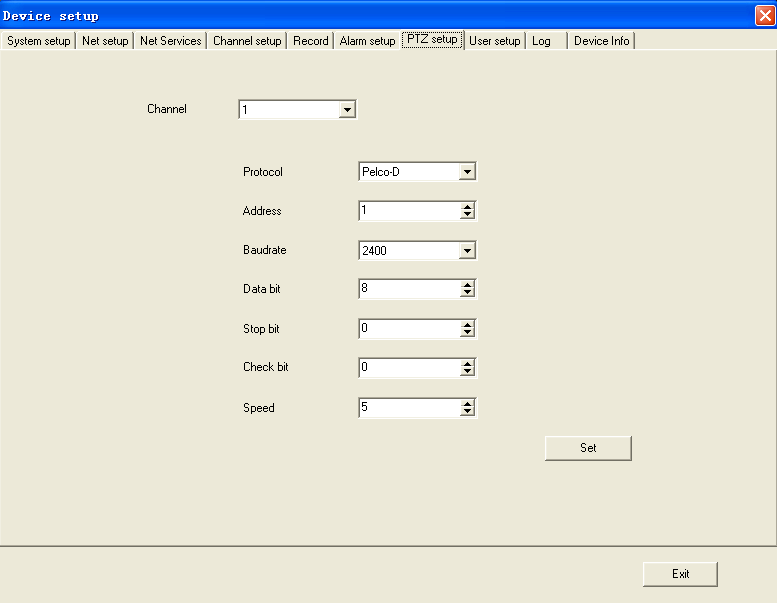 Device setup
System setup Net setup Net Services Channel setup Record Alarm setup PTZ setup User setup Log Device Info
Channel 1
Protocol Pelco-D
Address 1
Baudrate 2400
Data bit 8
Stop bit 0
Check bit 0
Speed 5
Set
Exit